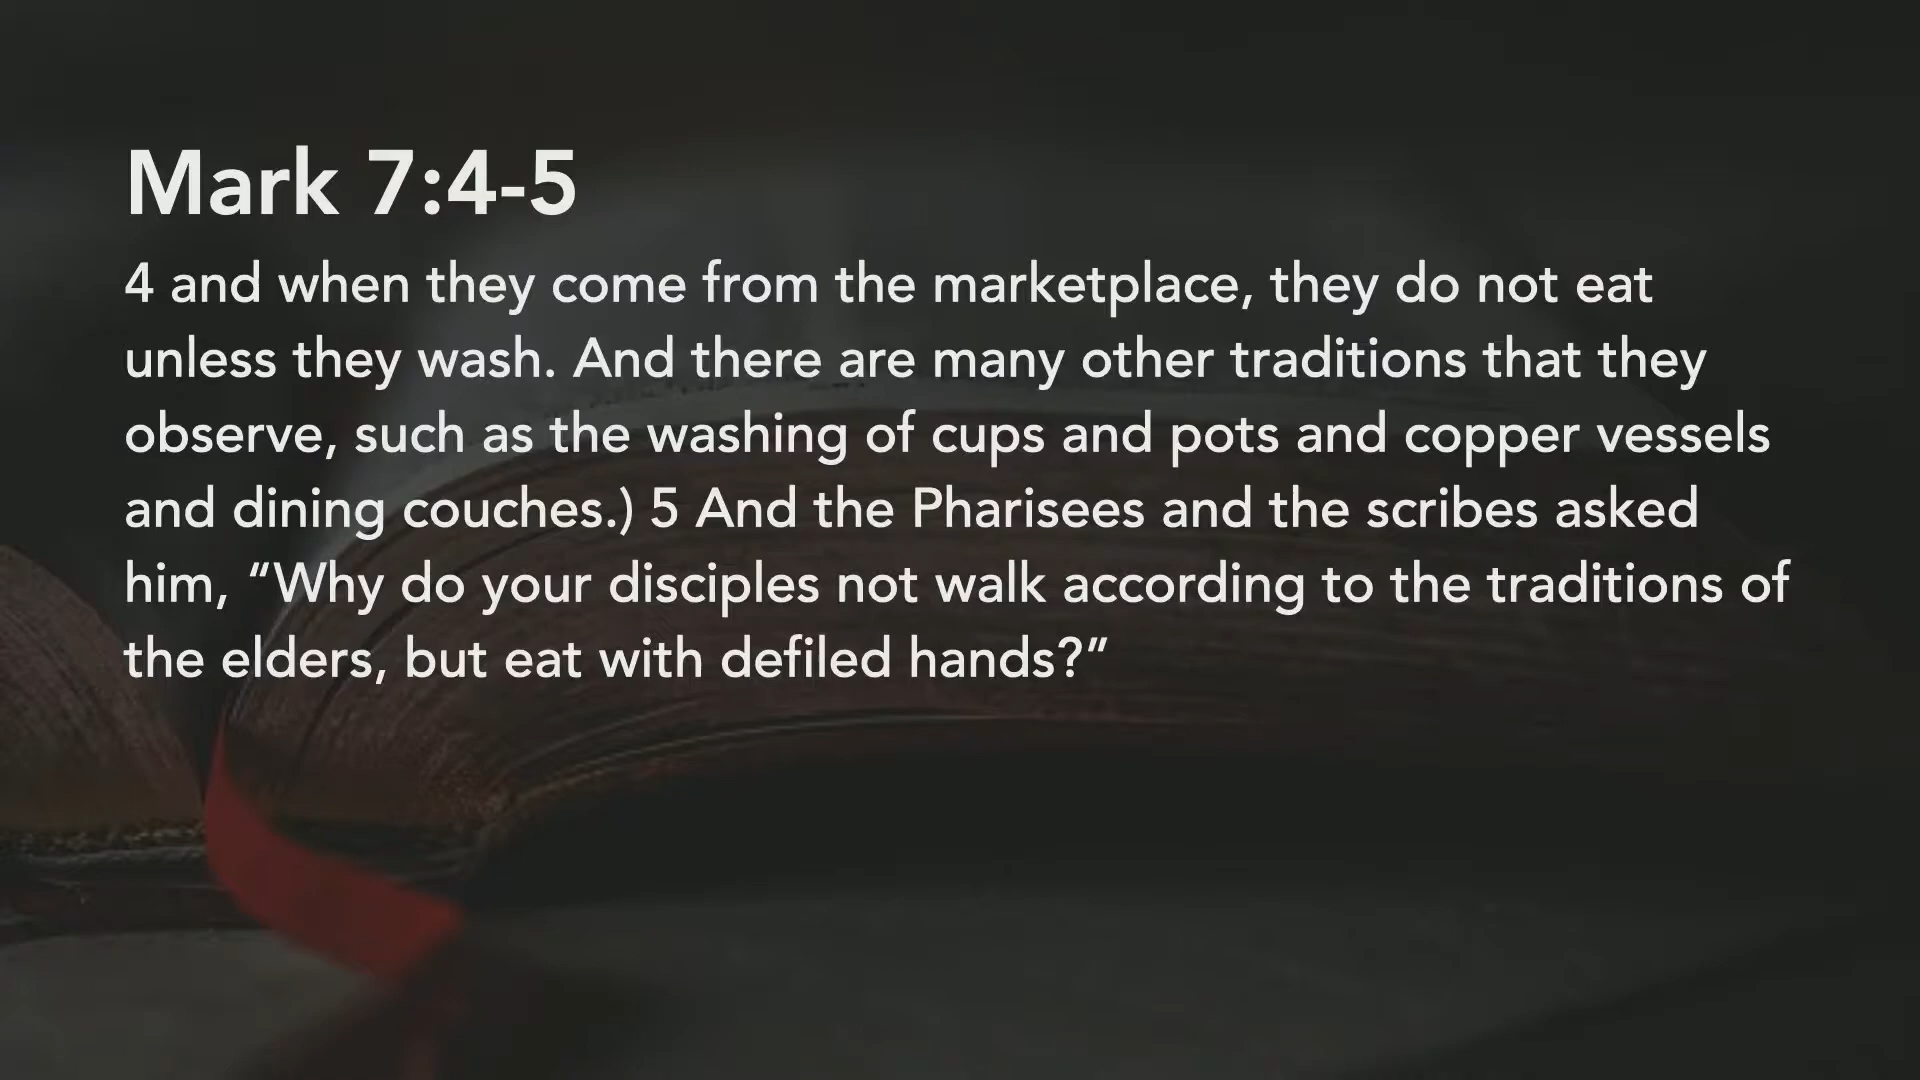 Mark 7:4-5
4 and when they come from the marketplace, they do not eat
unless they wash. And there are many other traditions that they
observe, such as the washing of cups and pots and copper vessels
and dining couches.) 5 And the Pharisees and the scribes asked
him, “Why do your disciples not walk according to the traditions of
the elders, but eat with defiled hands?”